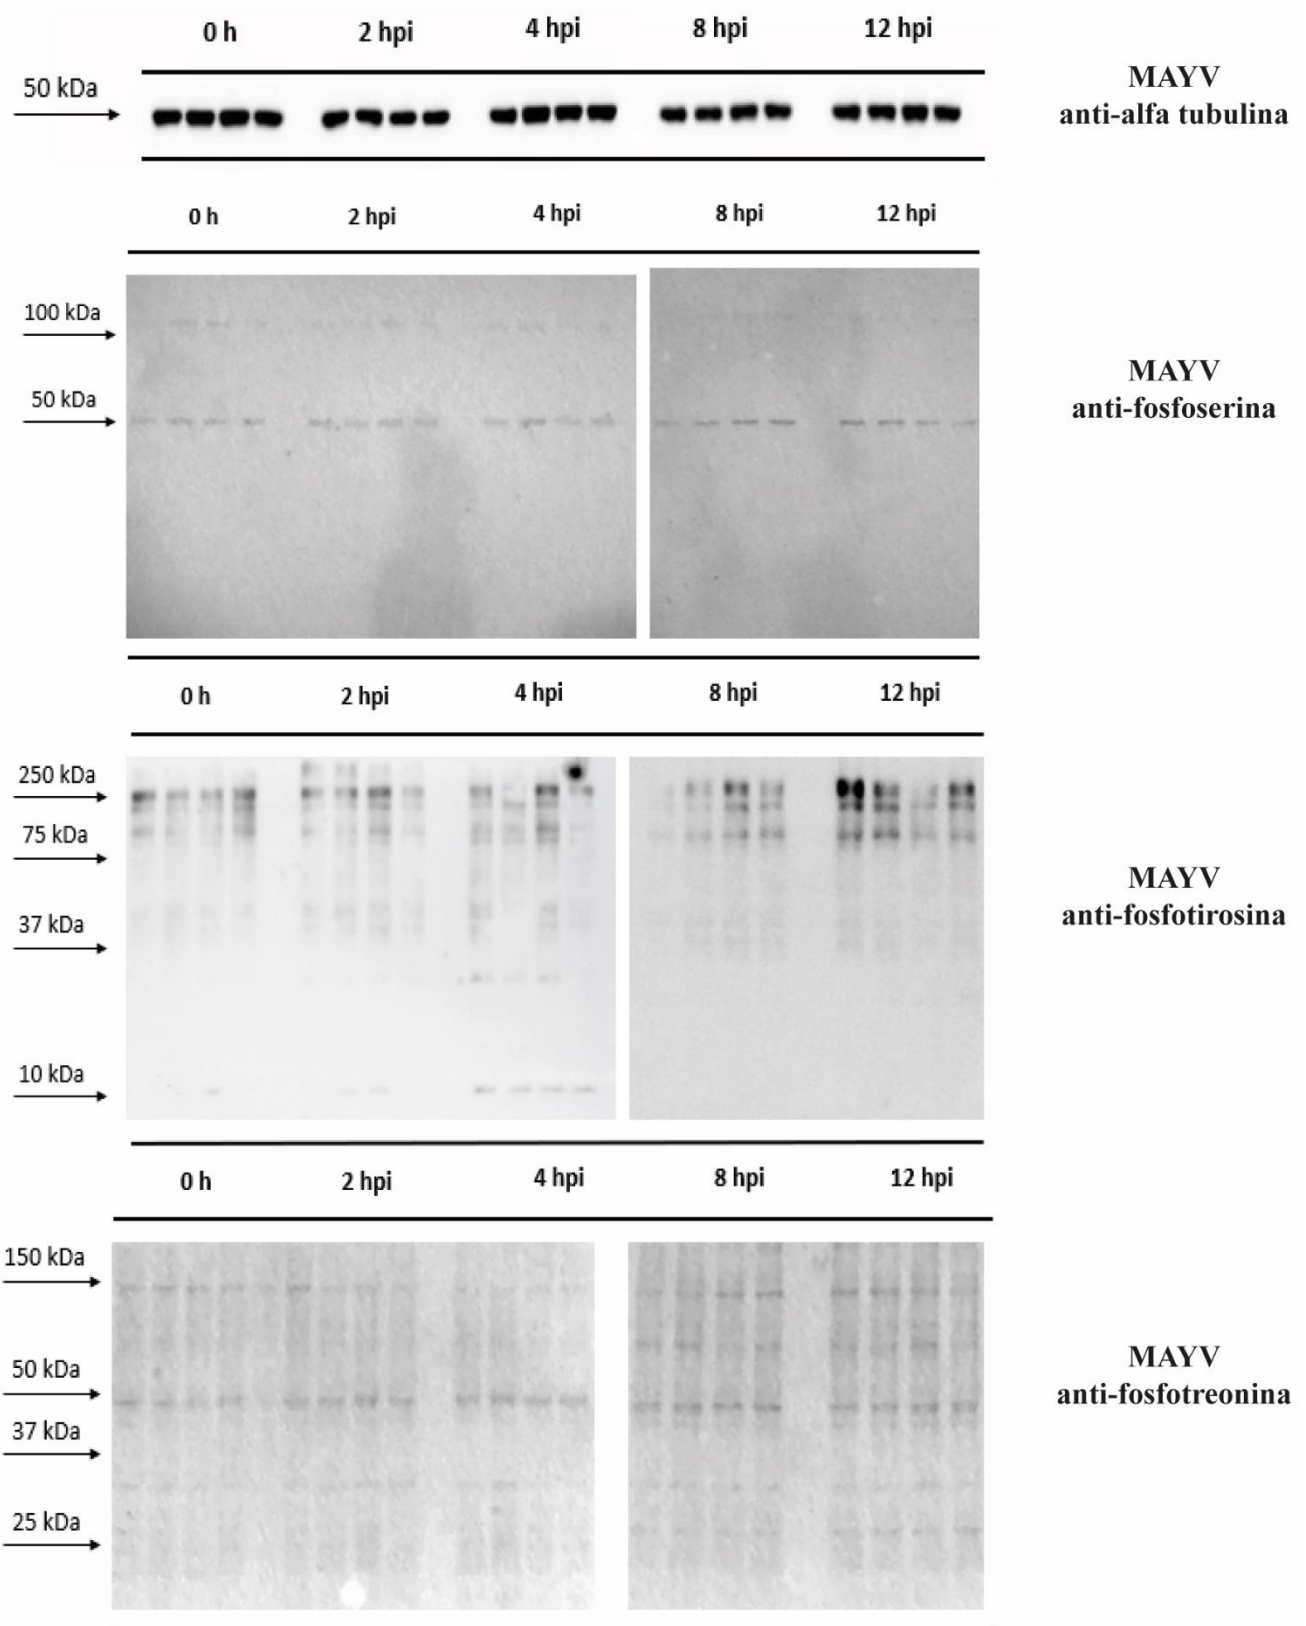 0 h 2 hpi 4 hpi 8 hpi 12 hpi
50 kDa
MAYV
anti-alfa tubulina
0 h 2 hpi 4 hpi 8 hpi 12 hpi
100 kDa
50 kDa
MAYV
anti-fosfoserina
0 h 2 hpi 4 hpi 8 hpi 12 hpi
250 kDa
75 kDa
37 kDa
10 kDa
MAYV
anti-fosfotirosina
0 h 2 hpi 4 hpi 8 hpi 12 hpi
150 kDa
50 kDa
37 kDa
25 kDa
MAYV
anti-fosfotreonina